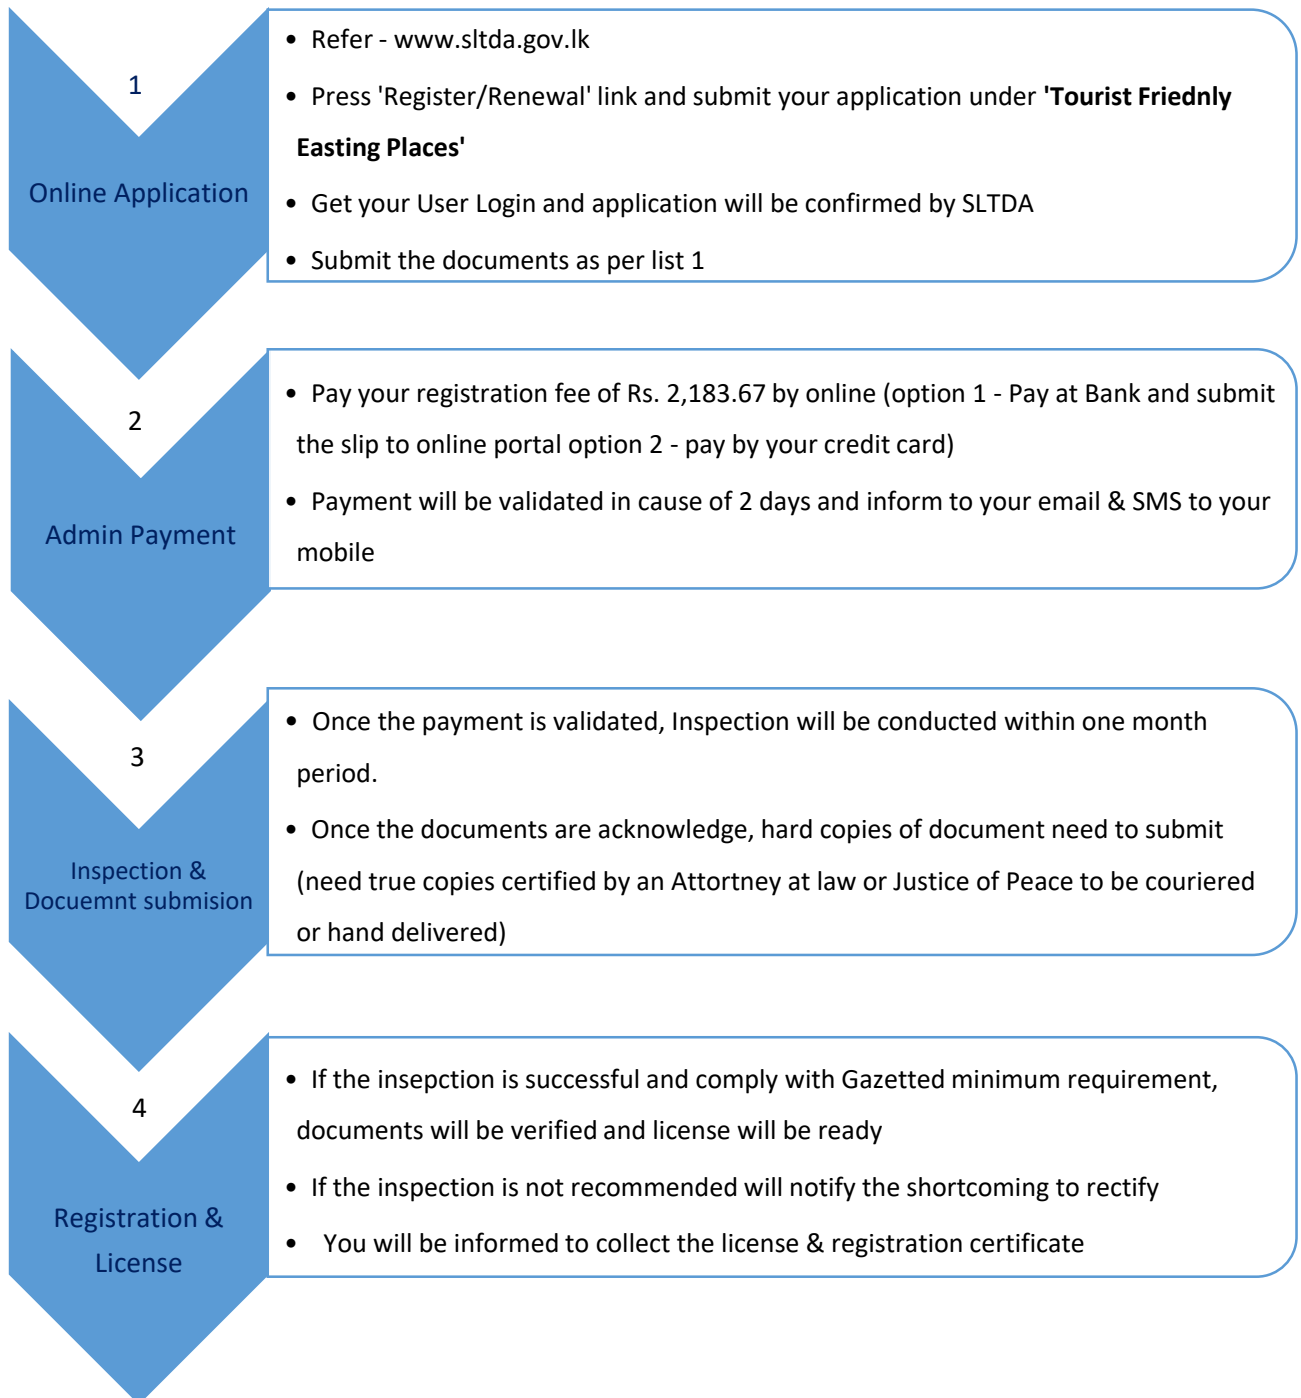 1
Online Application
• Refer - www.sltda.gov.lk
• Press 'Register/Renewal' link and submit your application under 'Tourist Friednly
Easting Places'
• Get your User Login and application will be confirmed by SLTDA
• Submit the documents as per list 1
2
Admin Payment
• Pay your registration fee of Rs. 2,183.67 by online (option 1 - Pay at Bank and submit
the slip to online portal option 2 - pay by your credit card)
• Payment will be validated in cause of 2 days and inform to your email & SMS to your
mobile
3
Inspection &
Docuemnt submision
• Once the payment is validated, Inspection will be conducted within one month
period.
• Once the documents are acknowledge, hard copies of document need to submit
(need true copies certified by an Attortney at law or Justice of Peace to be couriered
or hand delivered)
4
Registration &
License
• If the insepction is successful and comply with Gazetted minimum requirement,
documents will be verified and license will be ready
• If the inspection is not recommended will notify the shortcoming to rectify
• You will be informed to collect the license & registration certificate